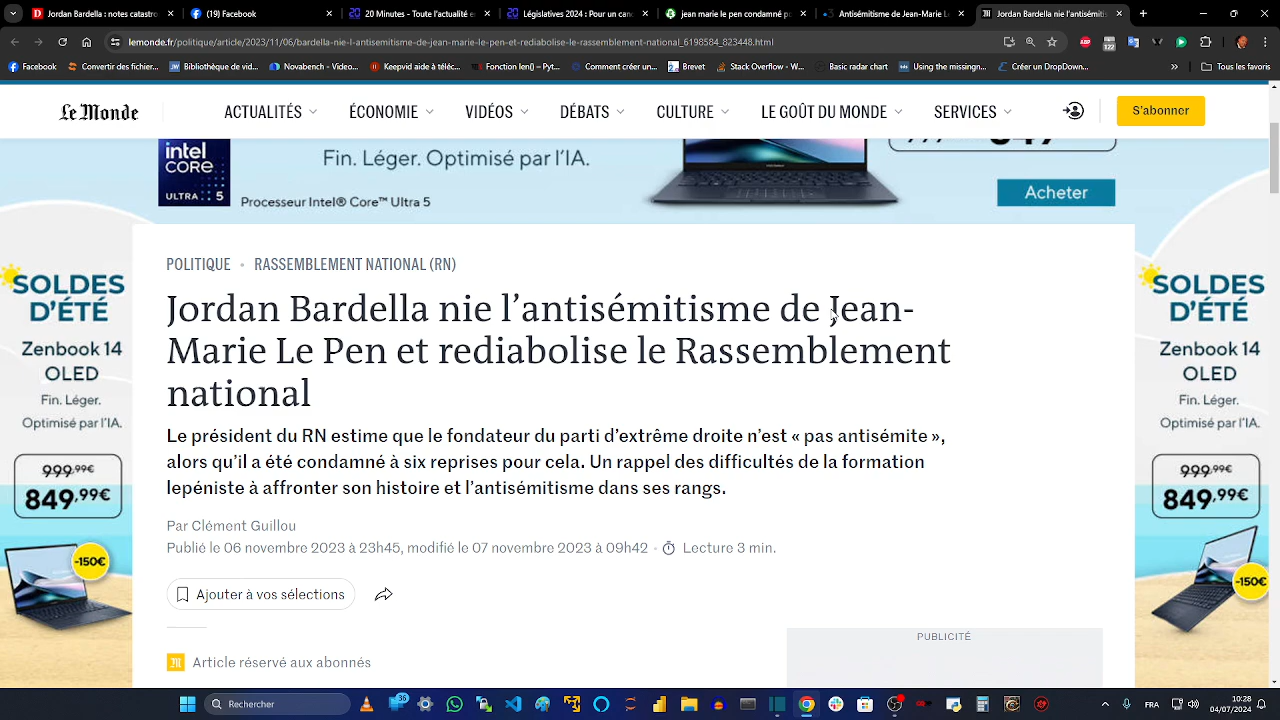 Dropout : notes catastro
(9) Facebook
20 Minutes - Toute l'actualité e
Législatives 2024 : Pour un cand
jean marie le pen condamné po
Antisémitisme de Jean-Marie L
Jordan Bardella nie l'antisémiti
lemonde.fr/politique/article/2023/11/06/bardella-nie-l-antisemitisme-de-jean-marie-le-pen-et-rediabolise-le-rassemblement-national_6198584_823448.html
122
Facebook
Convertir des fichier...
Bibliothèque de vid...
Novabench - Video...
Keepvid apaix à télé...
Fonction lenj – Pyt...
Comment créer un...
Brevet
Stack Overflow - W...
Basic radar chart
Using the module...
Create DropDown...
Tous les favoris
Le Monde
ACTUALITÉS
ÉCONOMIE
VIDÉOS
DÉBATS
CULTURE
LE GOÛT DU MONDE
SERVICES
S'abonner
intel
CORE
ULTRA 5
Fin. Léger. Optimisé par l'IA.
Processeur Intel® Core™ Ultra 5
Acheter
SOLDES
D'ÉTÉ
Zenbook 14
OLED
Fin. Léger.
Optimisé par l'IA.
999,99€
849,99€
-150€
POLITIQUE • RASSEMBLEMENT NATIONAL (RN)
Jordan Bardella nie l'antisémitisme de Jean-
Marie Le Pen et rediabolise le Rassemblement
national
Le président du RN estime que le fondateur du parti d'extrême droite n'est « pas antisémite »,
alors qu'il a été condamné à six reprises pour cela. Un rappel des difficultés de la formation
lepéniste à affronter son histoire et l'antisémitisme dans ses rangs.
Par Clément Guillou
Publié le 06 novembre 2023 à 23h45, modifié le 07 novembre 2023 à 09h42 • Lecture 3 min.
Ajouter à vos sélections
PUBLICITÉ
Article réservé aux abonnés
SOLDES
D'ÉTÉ
Zenbook 14
OLED
Fin. Léger.
Optimisé par l'IA.
999,99€
849,99€
-150€
Rechercher
36
10:28
04/07/2024